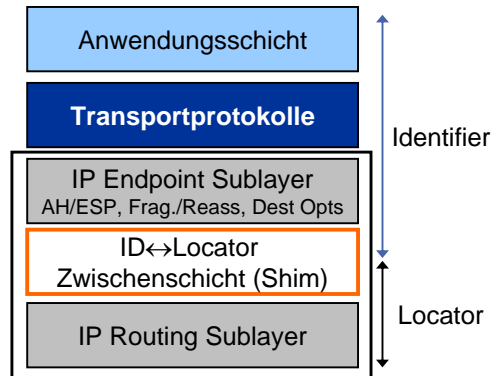 Anwendungsschicht
Transportprotokolle
IP Endpoint Sublayer
AH/ESP, Frag./Reass, Dest Opts
ID↔Locator
Zwischenschicht (Shim)
IP Routing Sublayer
Identifier
Locator